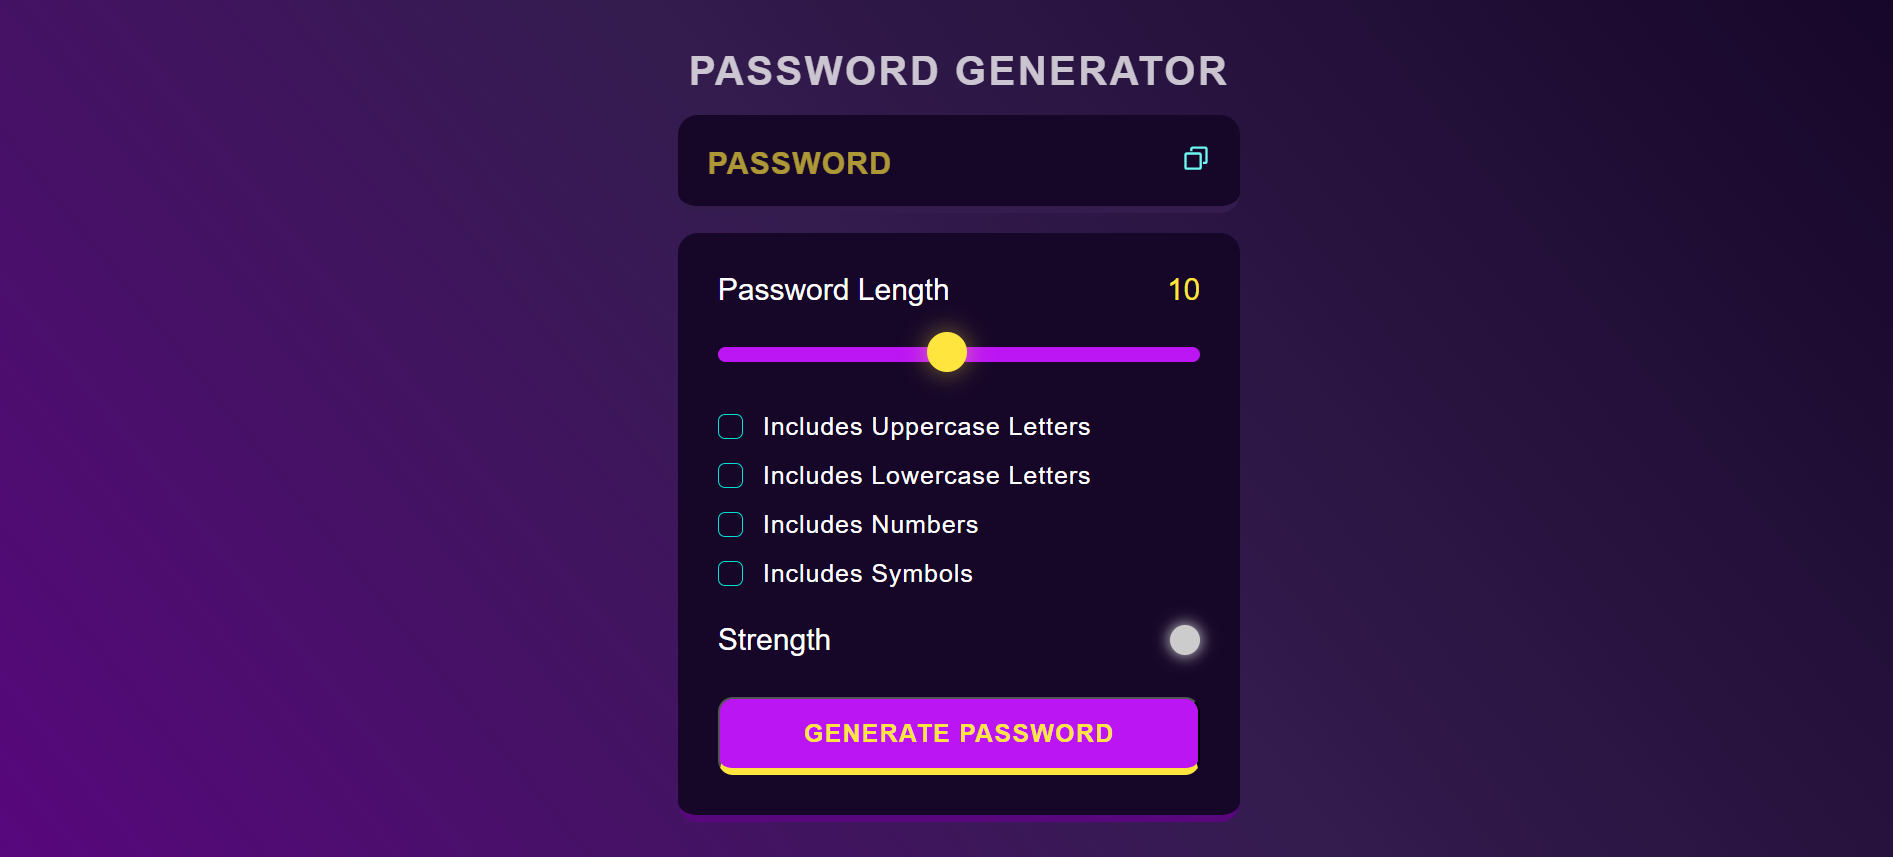 PASSWORD GENERATOR
PASSWORD
Password Length 10
Includes Uppercase Letters
Includes Lowercase Letters
Includes Numbers
Includes Symbols
Strength
GENERATE PASSWORD